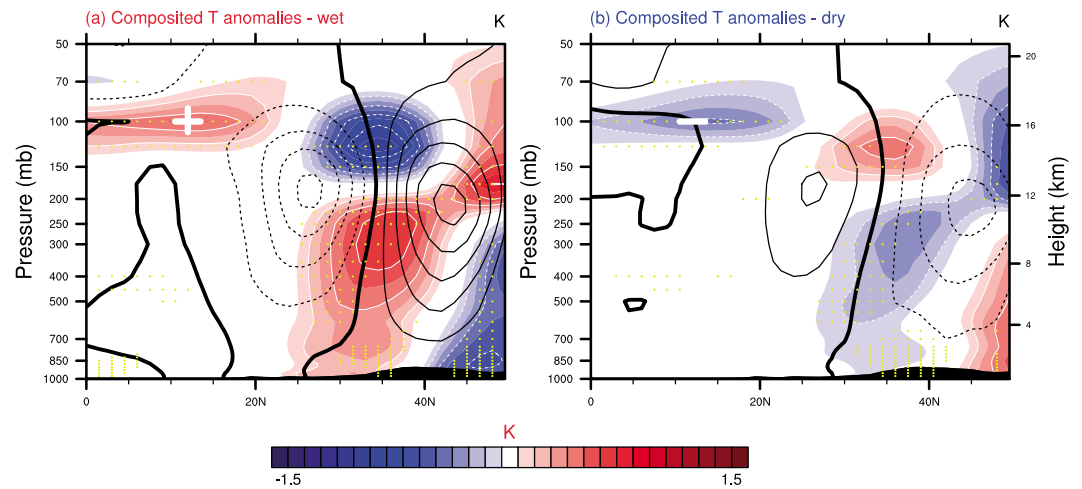 (a) Composited T anomalies - wet
K
(b) Composited T anomalies - dry
K
Pressure (mb)
50
70
100
150
200
300
400
500
700
850
1000
0
20N
40N
Pressure (mb)
50
70
100
150
200
300
400
500
700
850
1000
0
20N
40N
20
16
12
8
4
Height (km)
K
-1.5
1.5